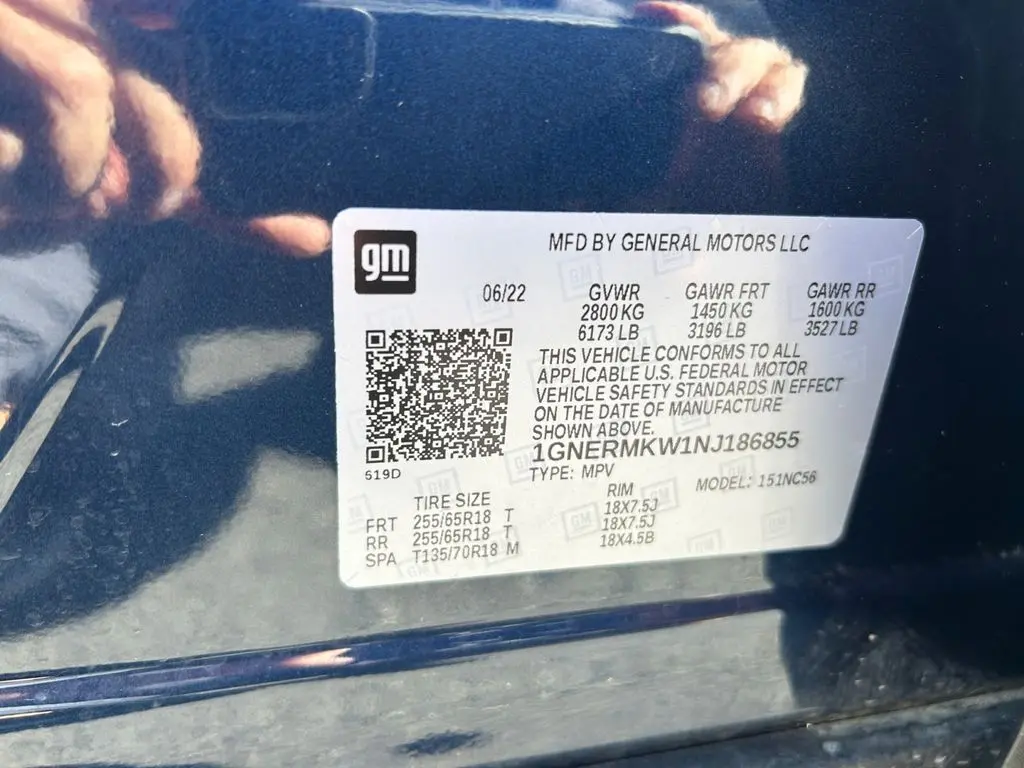 gm
MFD BY GENERAL MOTORS LLC
06/22 GVWR GAWR FRT GAWR RR
2800 KG 1450 KG 1600 KG
6173 LB 3196 LB 3527 LB
THIS VEHICLE CONFORMS TO ALL
APPLICABLE U.S. FEDERAL MOTOR
VEHICLE SAFETY STANDARDS IN EFFECT
ON THE DATE OF MANUFACTURE
SHOWN ABOVE.
1GNERMKW1NJ186855
519D TYPE: MPV MODEL: 151NC56
TIRE SIZE RIM
FRT 255/65R18 T 18X7.5J
RR 255/65R18 T 18X7.5J
SPA T135/70R18 M 18X4.5B